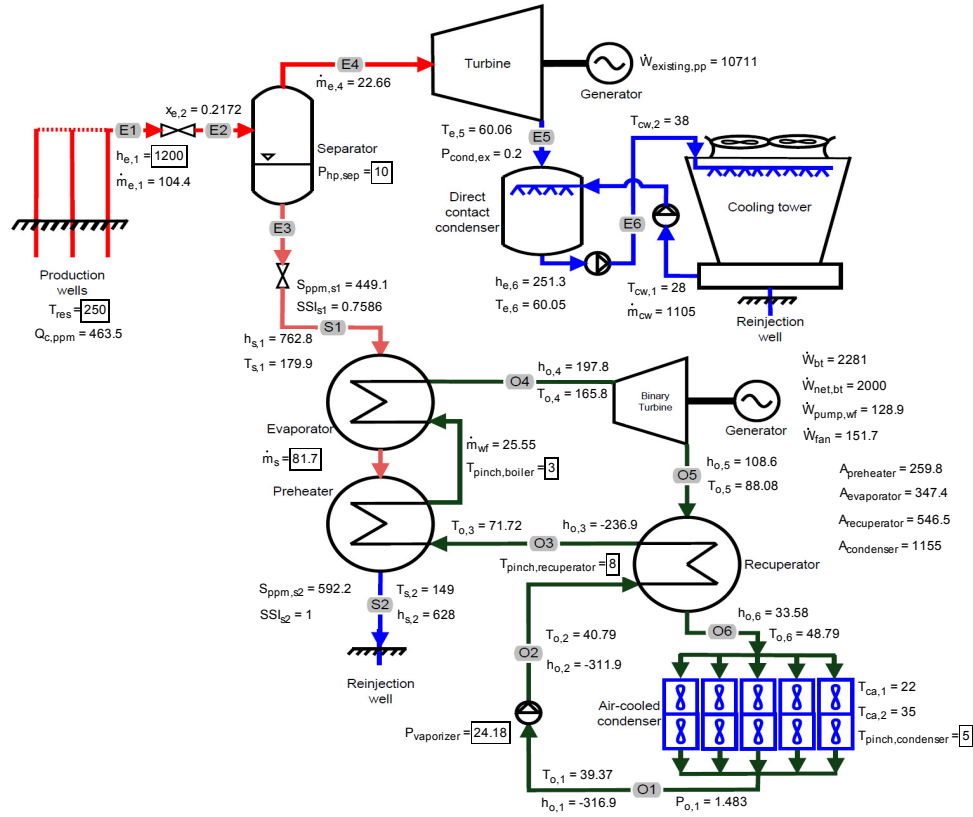 E4
ṁe,4 = 22.66
Turbine
Ẇexisting,pp = 10711
Generator
xe,2 = 0.2172
E1
E2
he,1 = 1200
ṁe,1 = 104.4
Separator
Php,sep = 10
Te,5 = 60.06
E5
Pcond,ex = 0.2
Tcw,2 = 38
Direct
contact
condenser
Cooling tower
E6
E3
Production
wells
Tres = 250
Qc,ppm = 463.5
Sppm,s1 = 449.1
SSIs1 = 0.7586
he,6 = 251.3
Te,6 = 60.05
Tcw,1 = 28
ṁcw = 1105
Reinjection
well
S1
hs,1 = 762.8
Ts,1 = 179.9
O4
ho,4 = 197.8
To,4 = 165.8
Binary
Turbine
Generator
Ẇbt = 2281
Ẇnet,bt = 2000
Ẇpump,wf = 128.9
Ẇfan = 151.7
Evaporator
ṁs = 81.7
Preheater
ṁwf = 25.55
Tpinch,boiler = 3
O5
ho,5 = 108.6
To,5 = 88.08
Apreheater = 259.8
Aevaporator = 347.4
Arecuperator = 546.5
Acondenser = 1155
To,3 = 71.72
ho,3 = -236.9
O3
Tpinch,recuperator = 8
Recuperator
Sppm,s2 = 592.2
SSIs2 = 1
S2
Ts,2 = 149
hs,2 = 628
Reinjection
well
O2
To,2 = 40.79
ho,2 = -311.9
O6
ho,6 = 33.58
To,6 = 48.79
Air-cooled
condenser
Tca,1 = 22
Tca,2 = 35
Tpinch,condenser = 5
Pvaporizer = 24.18
To,1 = 39.37
ho,1 = -316.9
O1
Po,1 = 1.483